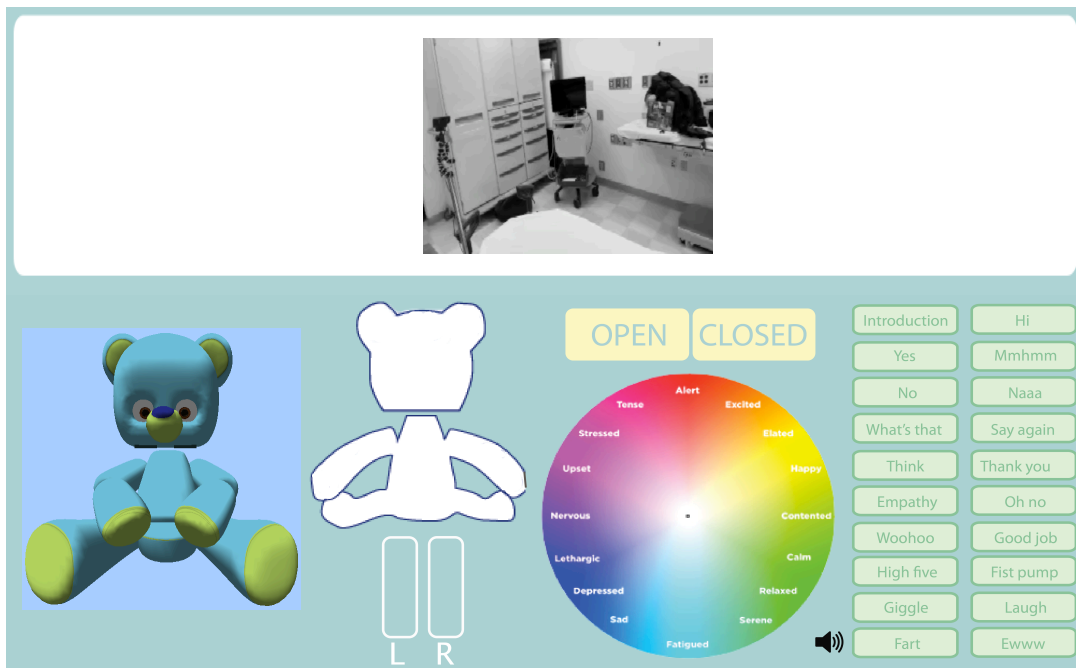 OPEN
CLOSED
Alert
Tense
Excited
Stressed
Elated
Upset
Happy
Nervous
Contented
Lethargic
Calm
Depressed
Relaxed
Sad
Serene
Fatigued
L
R
Introduction
Hi
Yes
Mmhmm
No
Naaa
What's that
Say again
Think
Thank you
Empathy
Oh no
Woohoo
Good job
High five
Fist pump
Giggle
Laugh
Fart
Ewww